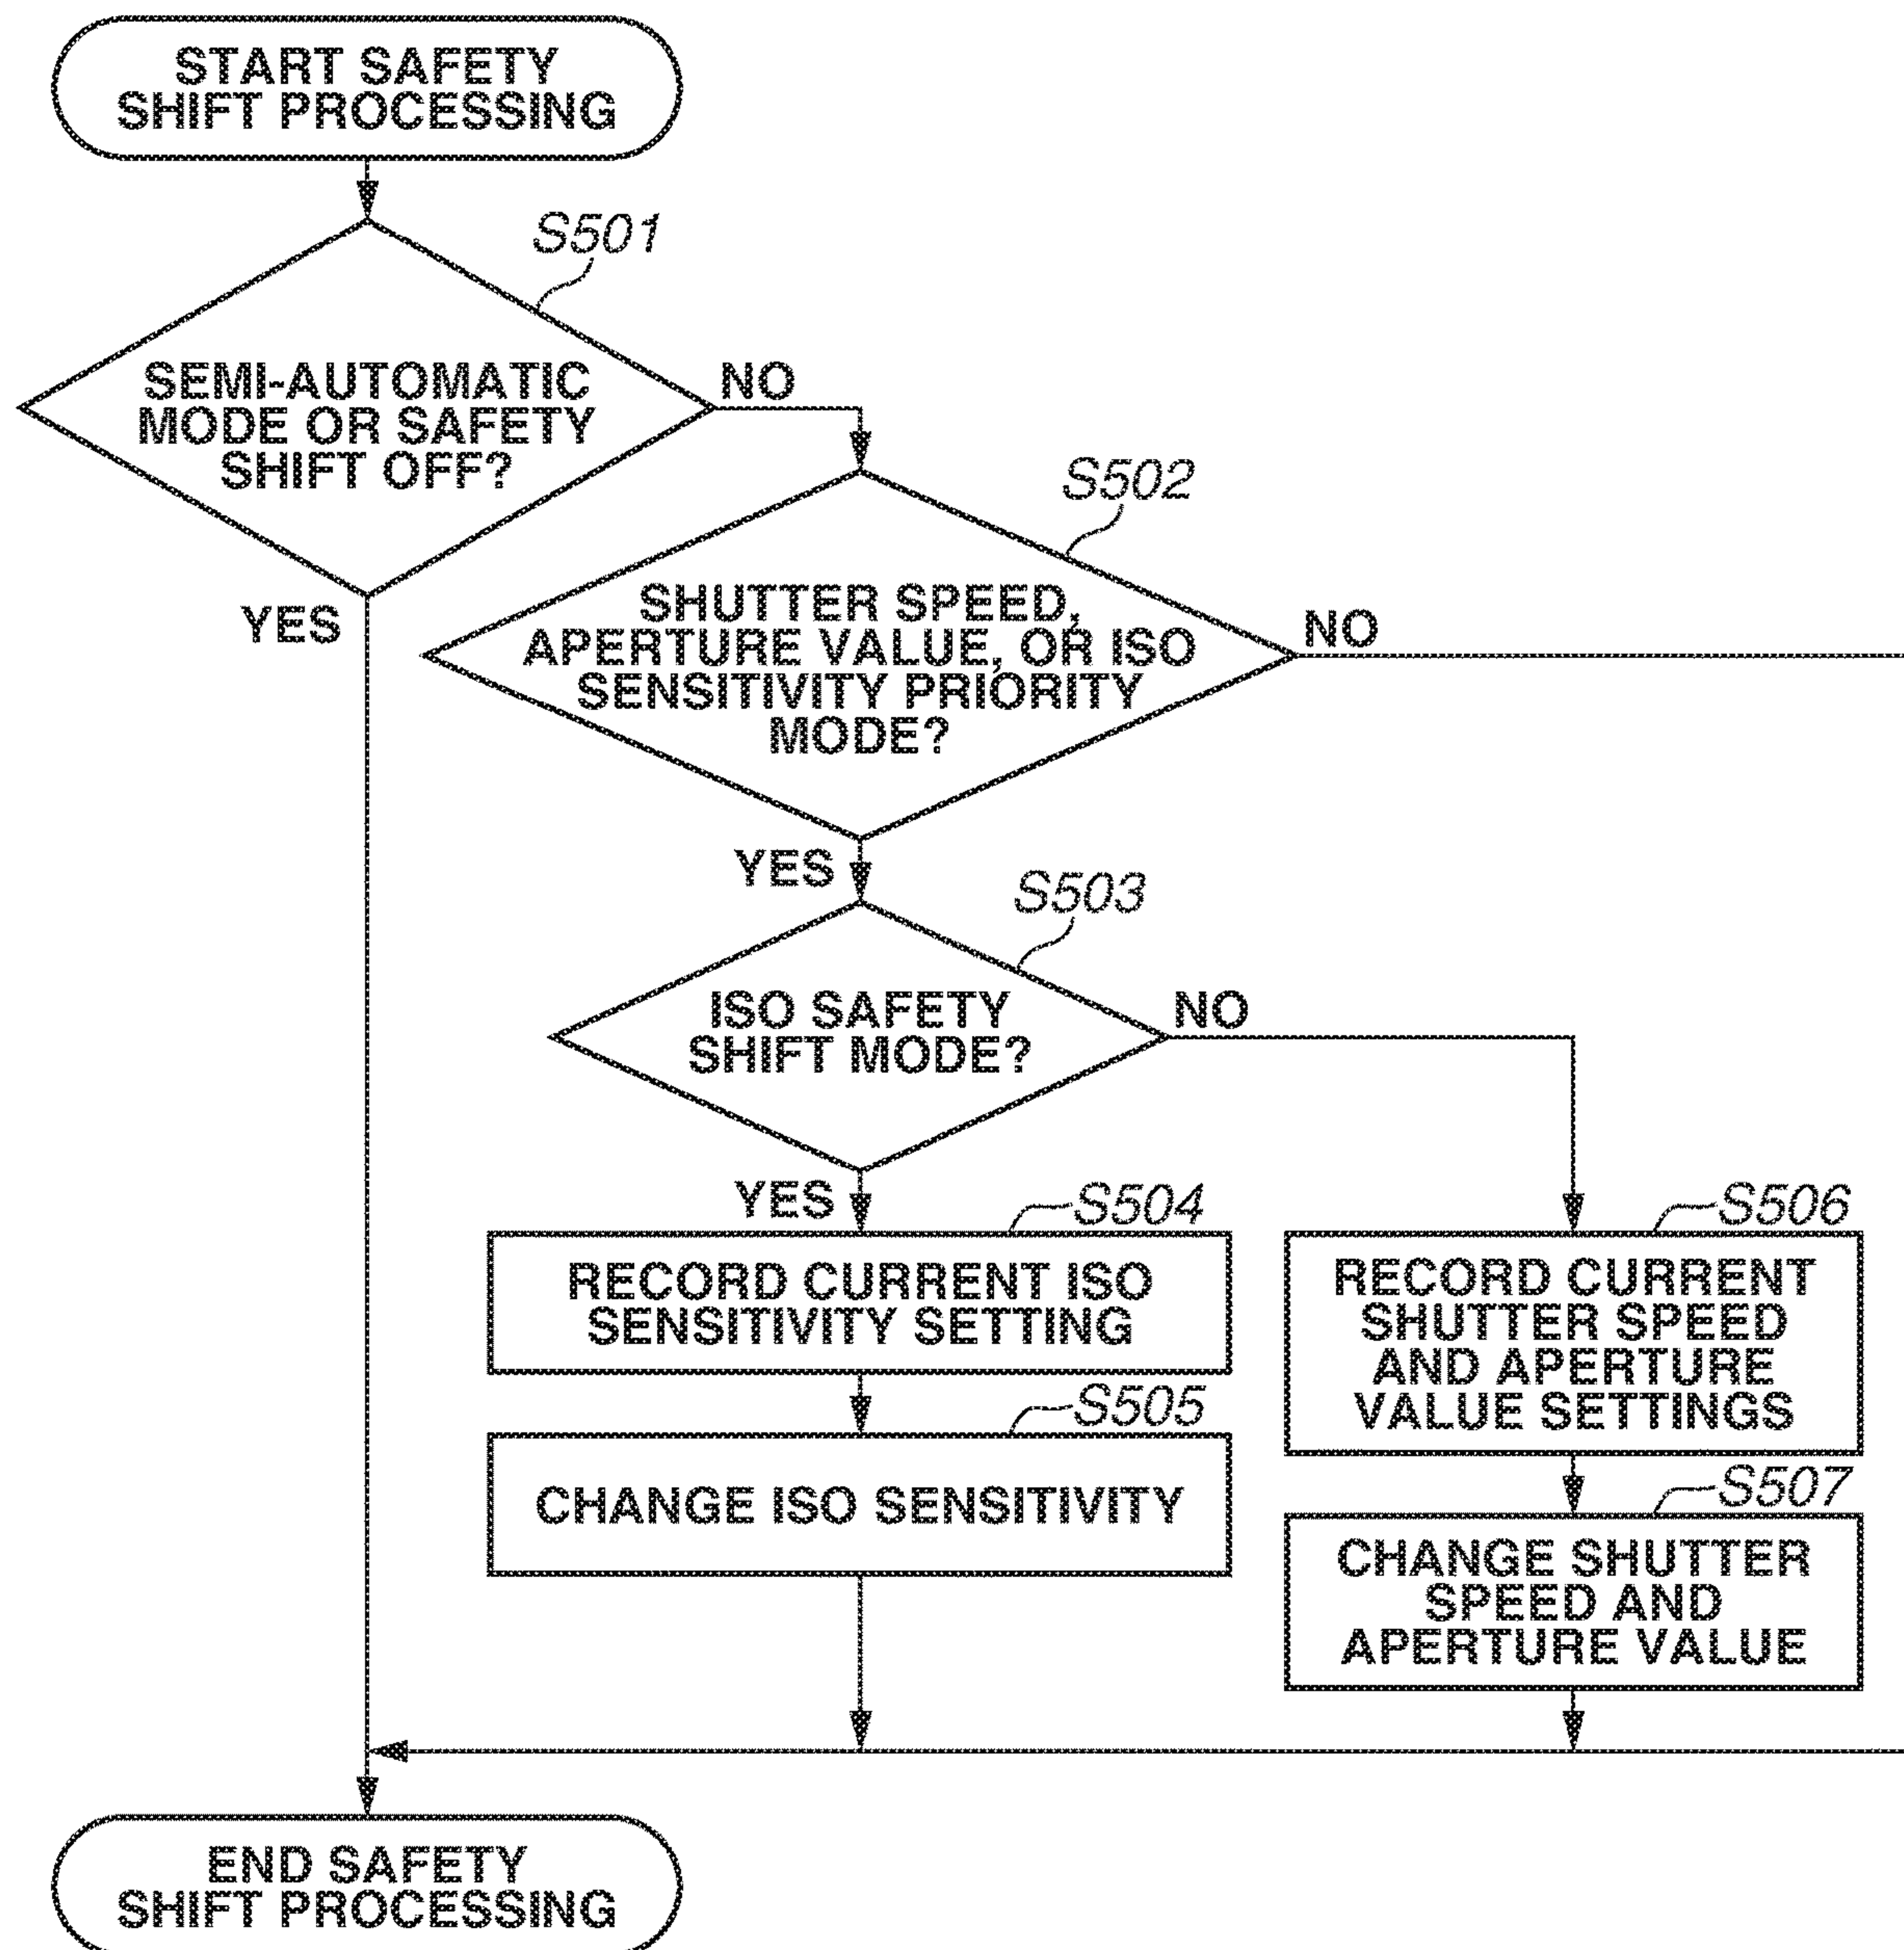 START SAFETY
SHIFT PROCESSING
S501
SEMI-AUTOMATIC
MODE OR SAFETY
SHIFT OFF?
NO
YES
S502
SHUTTER SPEED,
APERTURE VALUE, OR ISO
SENSITIVITY PRIORITY
MODE?
NO
YES
S503
ISO SAFETY
SHIFT MODE?
NO
YES
S504
RECORD CURRENT ISO
SENSITIVITY SETTING
S505
CHANGE ISO SENSITIVITY
S506
RECORD CURRENT
SHUTTER SPEED
AND APERTURE
VALUE SETTINGS
S507
CHANGE SHUTTER
SPEED AND
APERTURE VALUE
END SAFETY
SHIFT PROCESSING